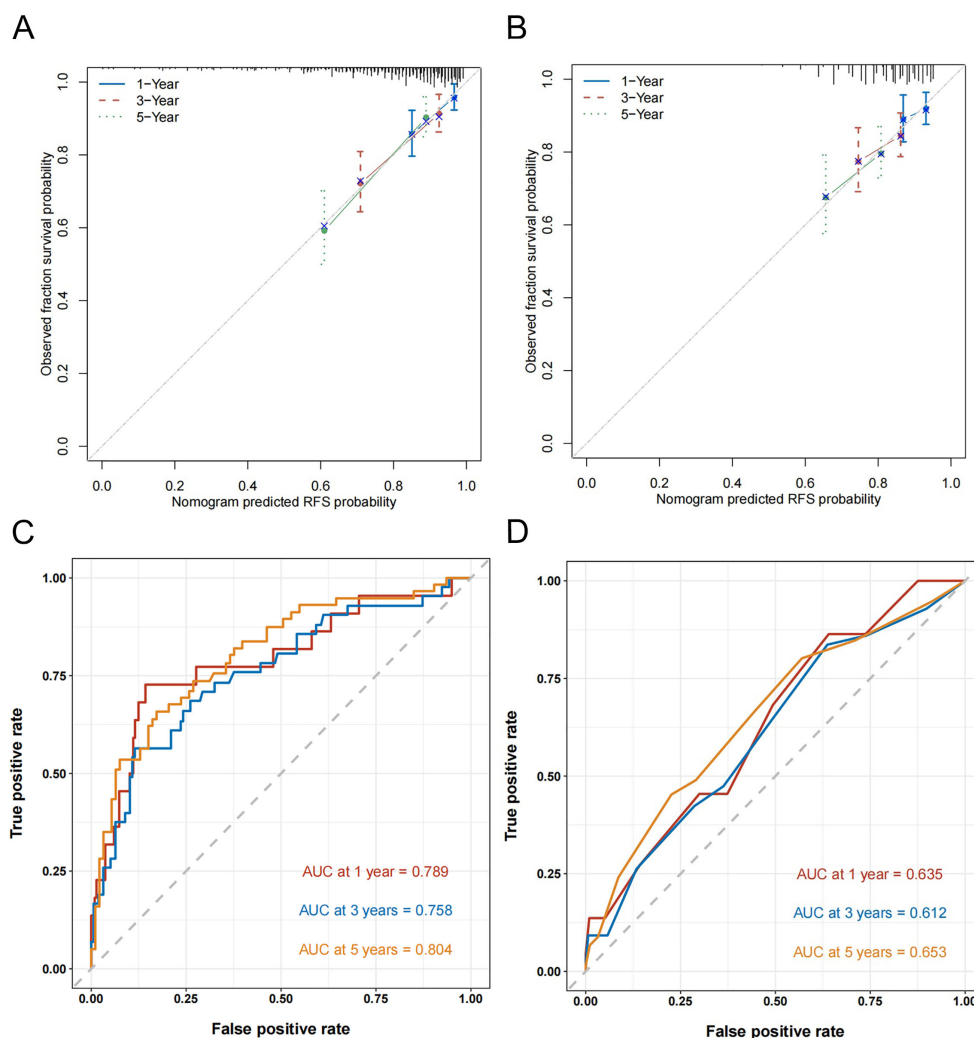 A
B
1−Year
3−Year
5−Year
1−Year
3−Year
5−Year
Observed fraction survival probability
0.0 0.2 0.4 0.6 0.8 1.0
0.0 0.2 0.4 0.6 0.8 1.0
Nomogram predicted RFS probability
Observed fraction survival probability
0.0 0.2 0.4 0.6 0.8 1.0
0.0 0.2 0.4 0.6 0.8 1.0
Nomogram predicted RFS probability
C
D
True positive rate
1.00
0.75
0.50
0.25
0.00
AUC at 1 year = 0.789
AUC at 3 years = 0.758
AUC at 5 years = 0.804
0.00 0.25 0.50 0.75 1.00
False positive rate
True positive rate
1.00
0.75
0.50
0.25
0.00
AUC at 1 year = 0.635
AUC at 3 years = 0.612
AUC at 5 years = 0.653
0.00 0.25 0.50 0.75 1.00
False positive rate